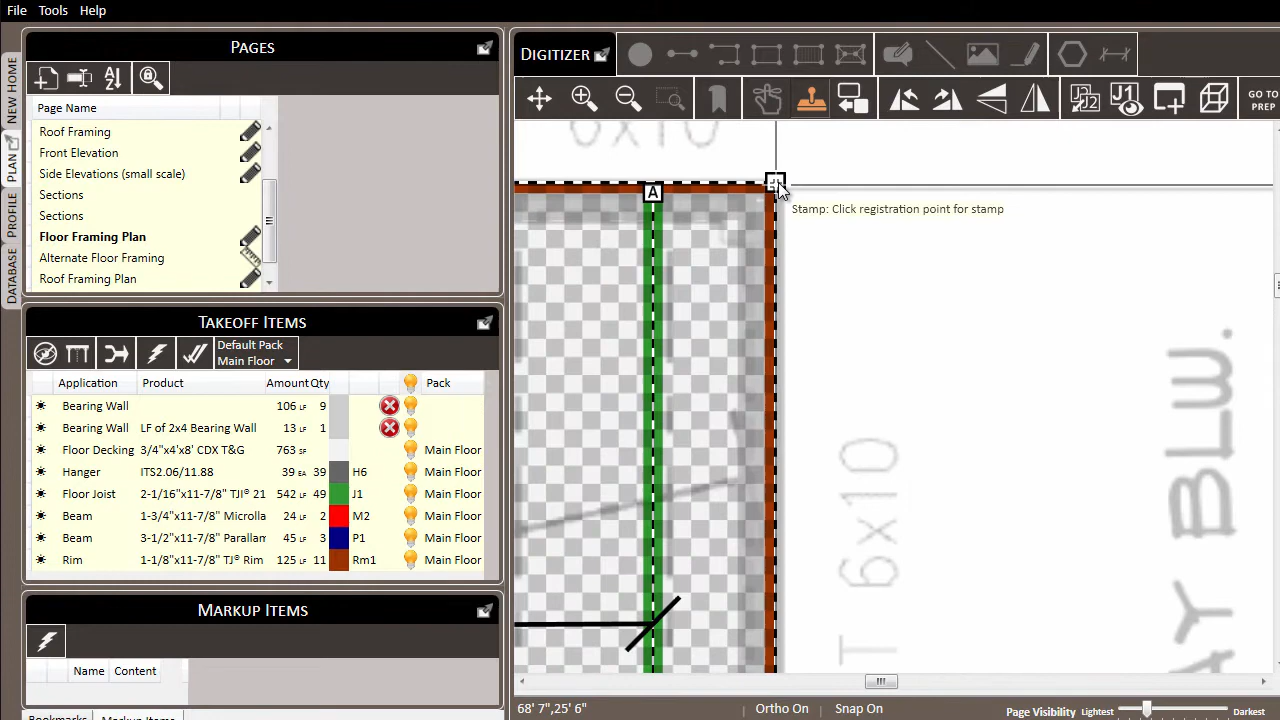 File Tools Help
PAGES
Page Name
Roof Framing
Front Elevation
Side Elevations (small scale)
Sections
Sections
Floor Framing Plan
Alternate Floor Framing
Roof Framing Plan
NEW HOME
PLAN
PROFILE
DATABASE
TAKEOFF ITEMS
Default Pack
Main Floor
Application Product Amount Qty Pack
Bearing Wall 106 LF 9
Bearing Wall LF of 2x4 Bearing Wall 13 LF 1
Floor Decking 3/4"x4'x8' CDX T&G 763 SF Main Floor
Hanger ITS2.06/11.88 39 EA 39 H6 Main Floor
Floor Joist 2-1/16"x11-7/8" TJI® 21 542 LF 49 J1 Main Floor
Beam 1-3/4"x11-7/8" Microlla 24 LF 2 M2 Main Floor
Beam 3-1/2"x11-7/8" Parallam 45 LF 3 P1 Main Floor
Rim 1-1/8"x11-7/8" TJ® Rim 125 LF 11 Rm1 Main Floor
MARKUP ITEMS
Name Content
Bookmarks Markup Items
DIGITIZER
J1
GO TO
PREP
6x10
A
Stamp: Click registration point for stamp
T 6x10
AY BLW.
68' 7",25' 6"
Ortho On
Snap On
Page Visibility Lightest Darkest